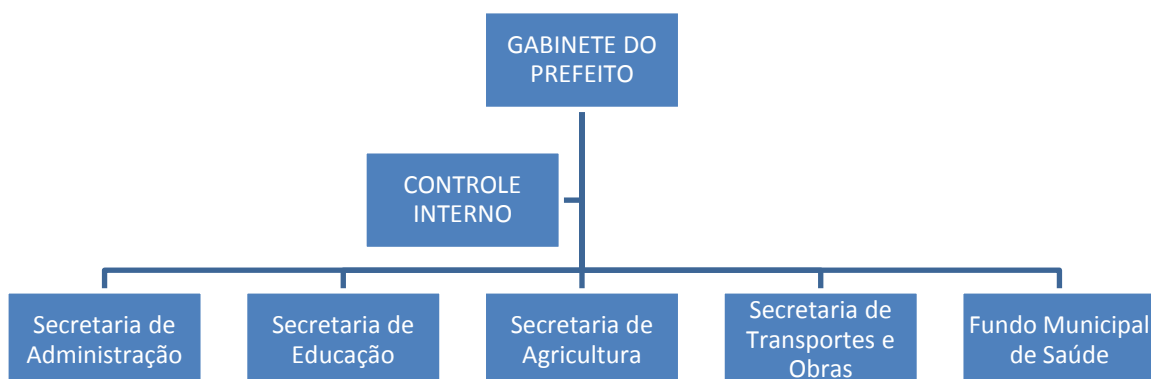 GABINETE DO
PREFEITO
CONTROLE
INTERNO
Secretaria de
Administração
Secretaria de
Educação
Secretaria de
Agricultura
Secretaria de
Transportes e
Obras
Fundo Municipal
de Saúde